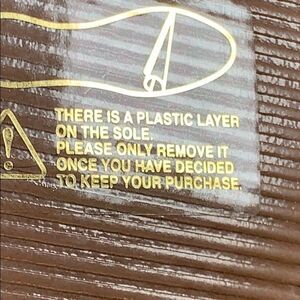 THERE IS A PLASTIC LAYER
ON THE SOLE.
PLEASE ONLY REMOVE IT
ONCE YOU HAVE DECIDED
TO KEEP YOUR PURCHASE.